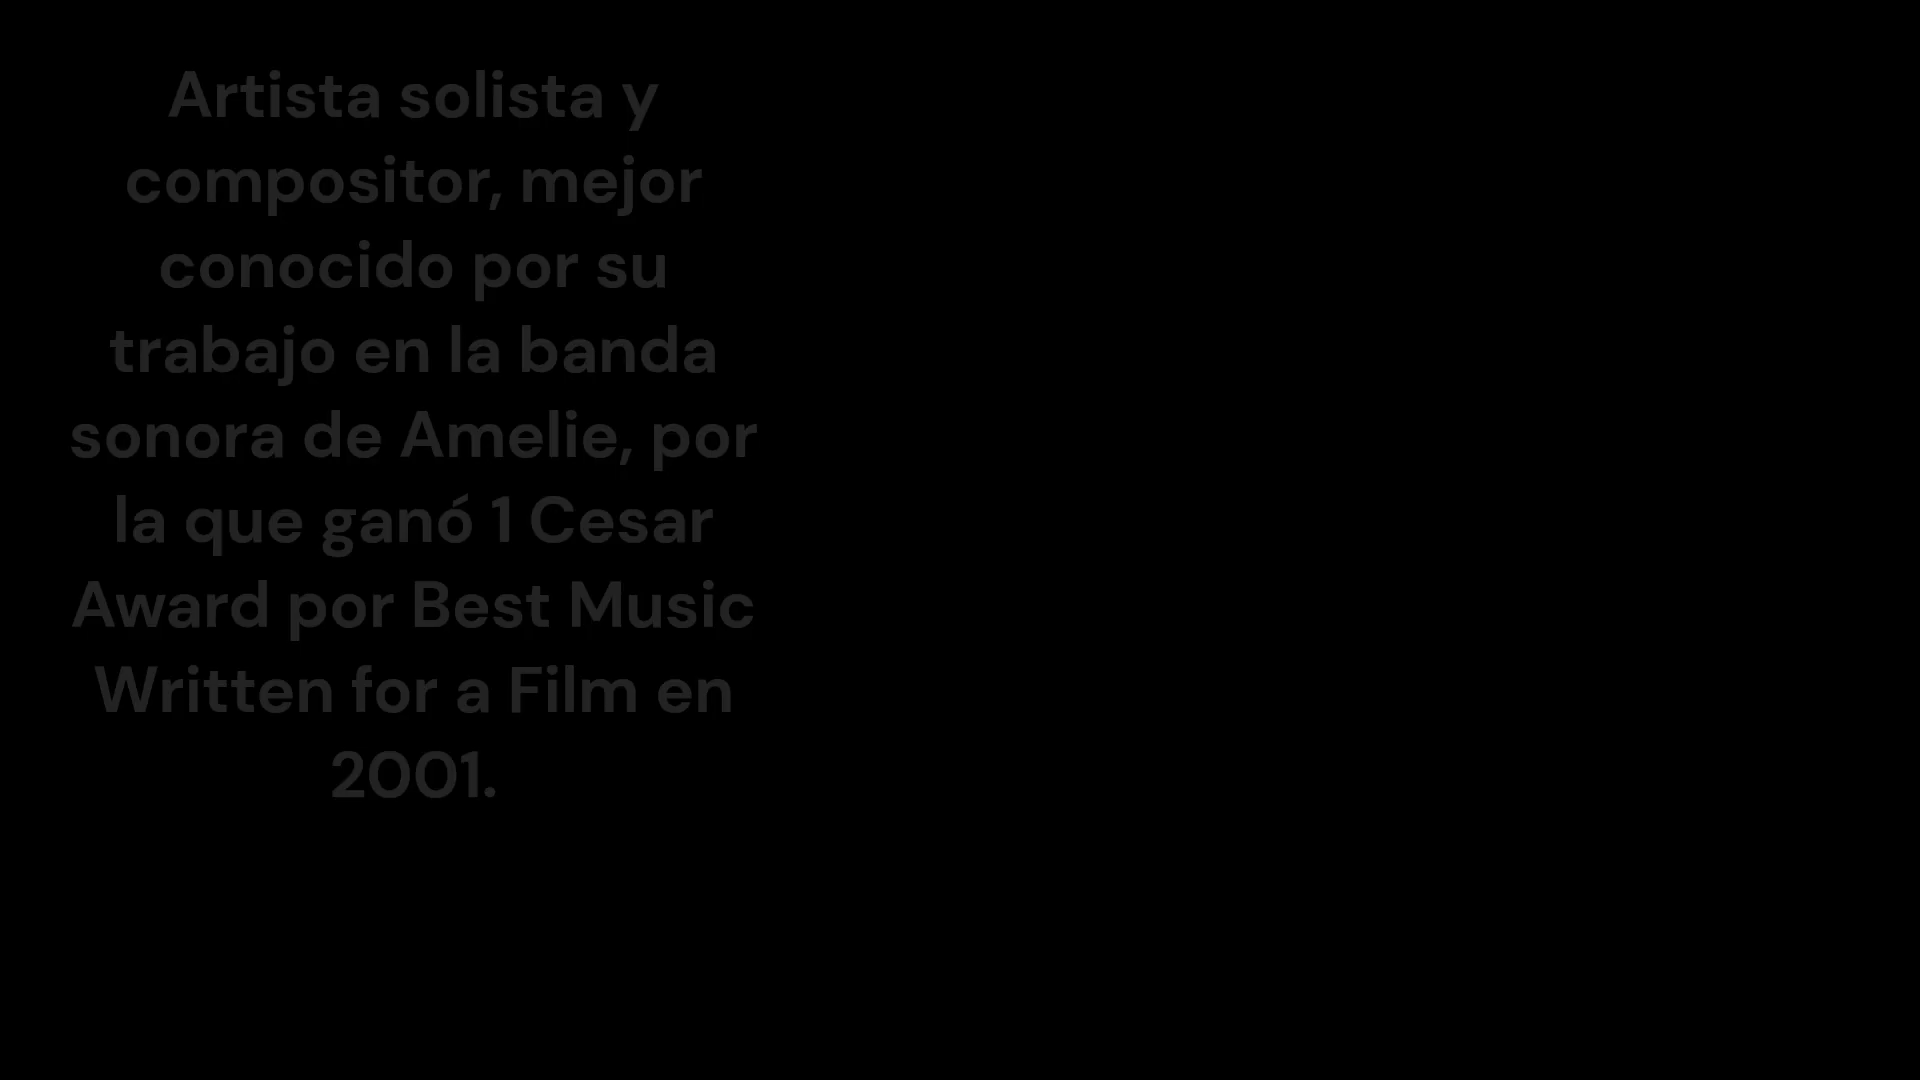 Artista solista y
compositor, mejor
conocido por su
trabajo en la banda
sonora de Amelie, por
la que ganó 1 Cesar
Award por Best Music
Written for a Film en
2001.